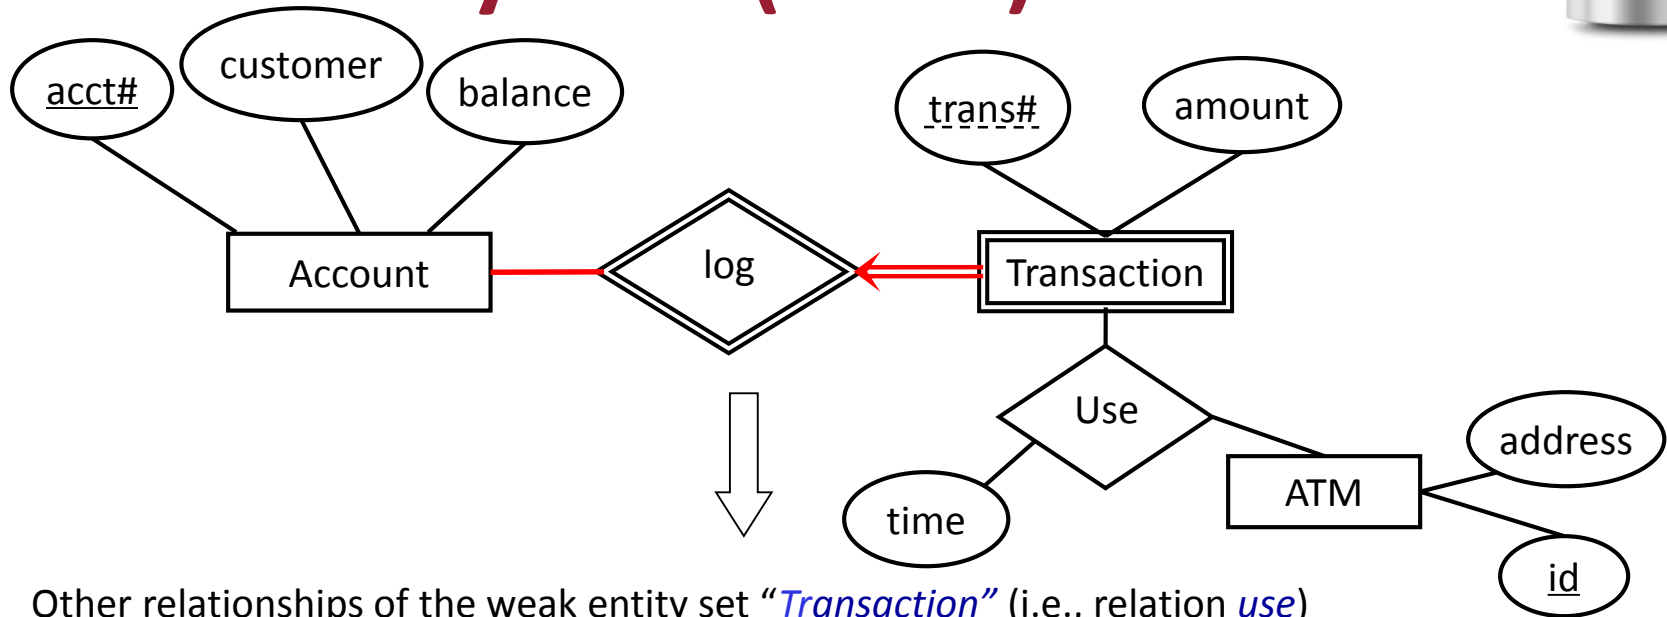 acct#
customer
balance
trans#
amount
Account
log
Transaction
Use
address
time
ATM
id
Other relationships of the weak entity set “Transaction” (i.e., relation use)